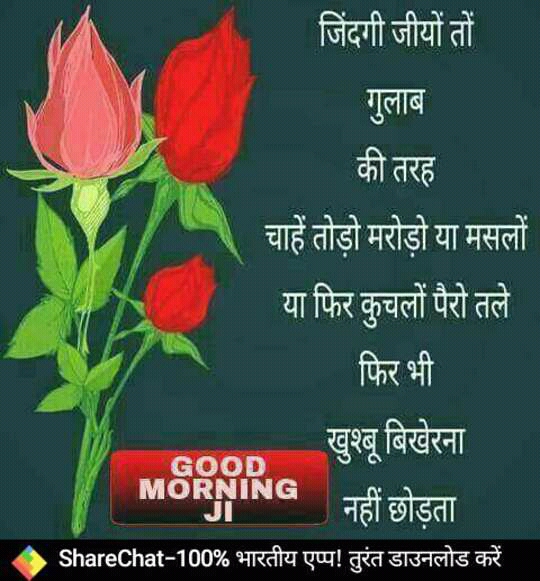 जिंदगी जीयों तों
गुलाब
की तरह
चाहें तोड़ो मरोड़ो या मसलों
या फिर कुचलों पैरो तले
फिर भी
खुश्बू बिखेरना
नहीं छोड़ता
GOOD
MORNING
JI
ShareChat-100% भारतीय एप्प! तुरंत डाउनलोड करें